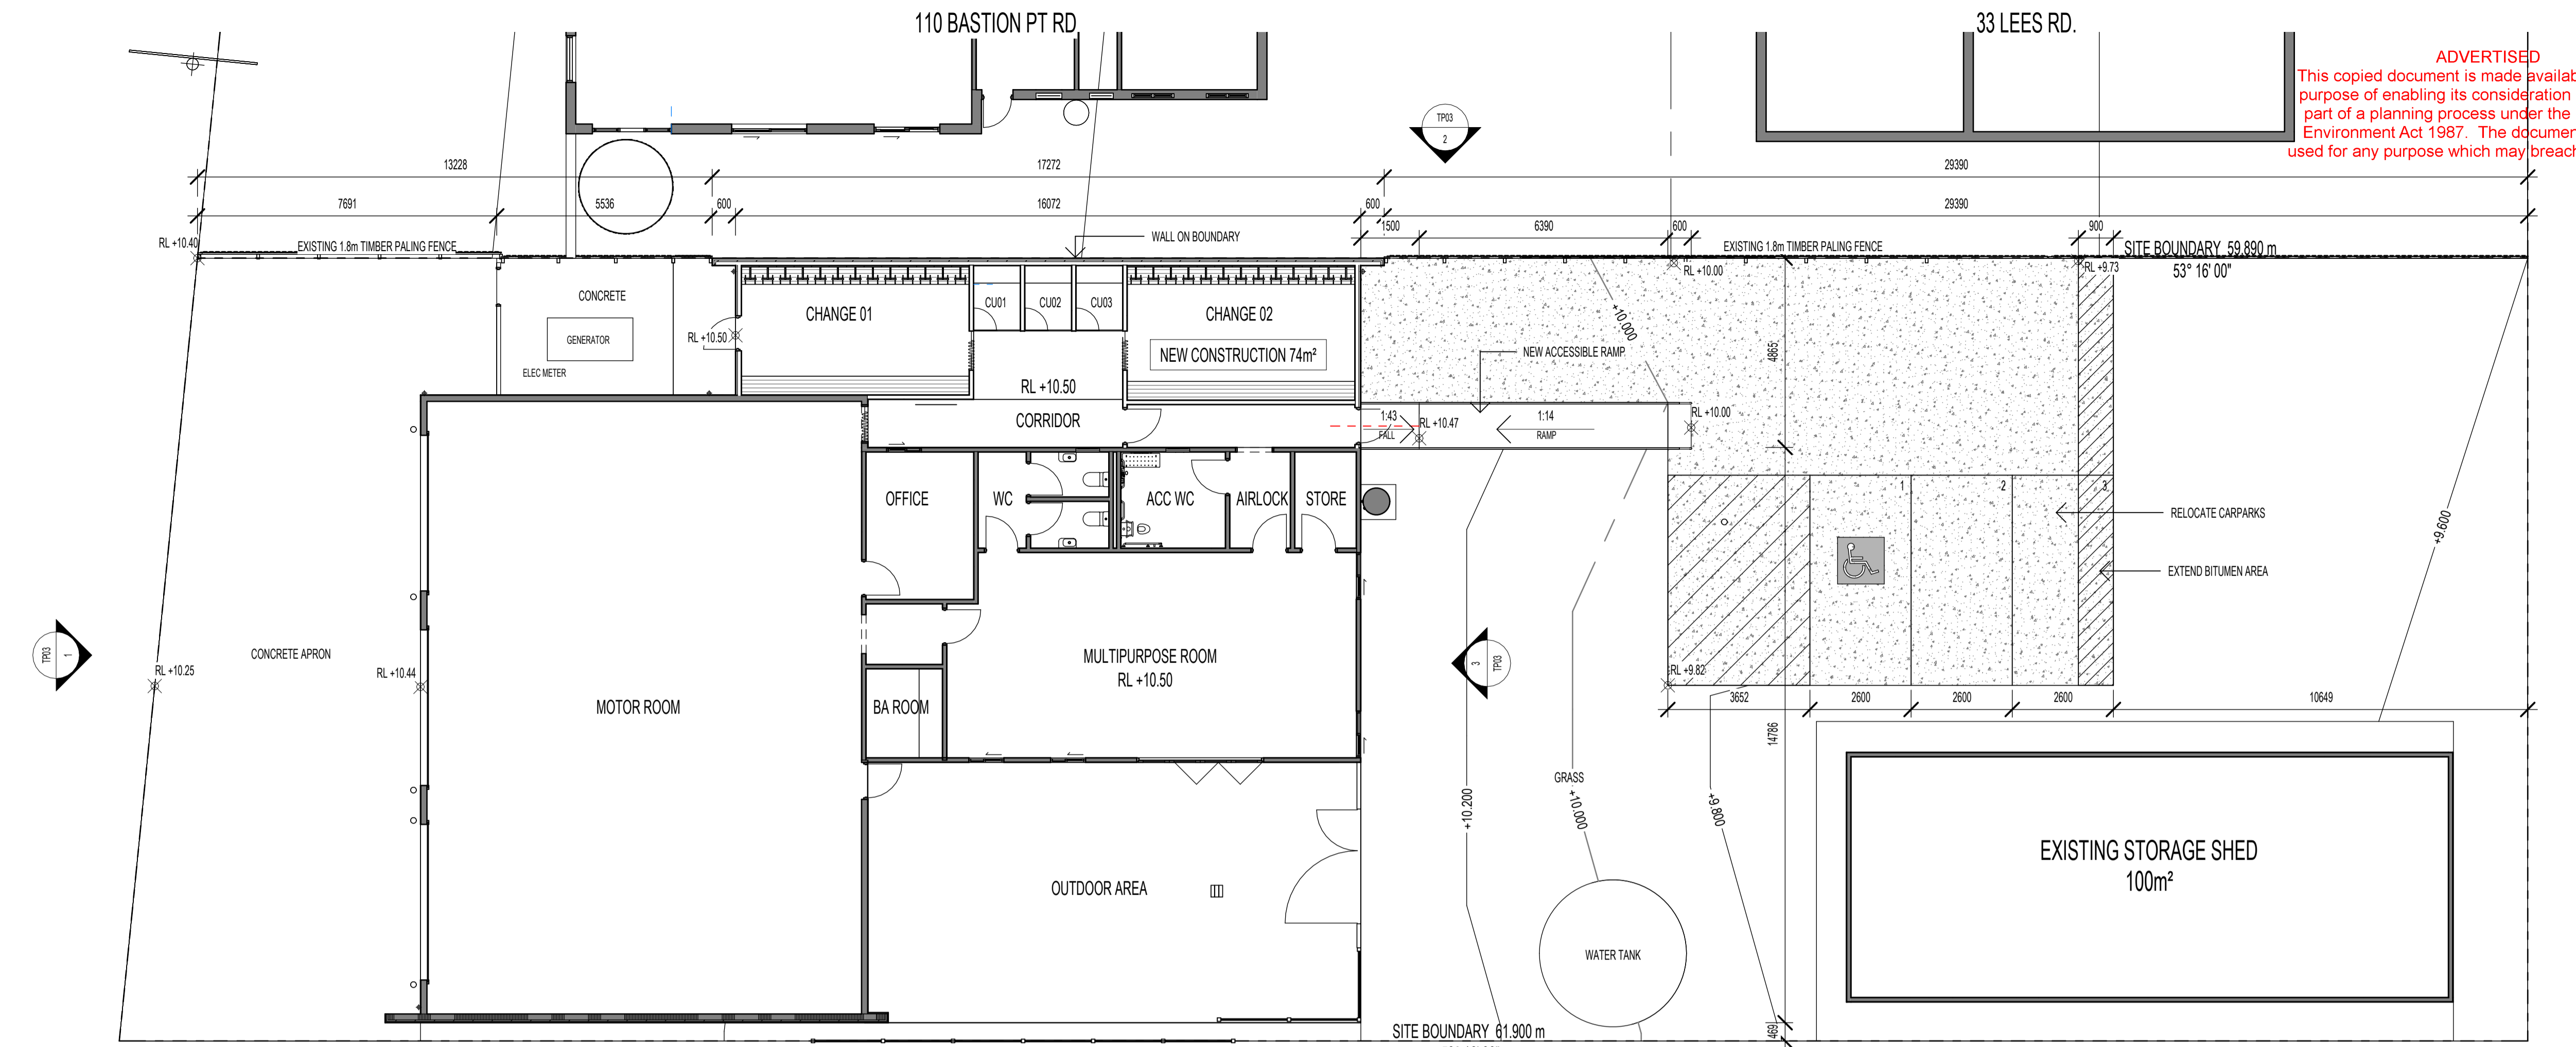 110 BASTION PT RD
33 LEES RD.
ADVERTISED
This copied document is made
purpose of enabling its consideration
part of a planning process under the
Environment Act 1987. The
used for any purpose which may
TP03
2
13228
17272
29390
7691
5536
600
16072
600
29390
1500
6390
600
900
RL +10.40
EXISTING 1.8m TIMBER PALING FENCE
WALL ON BOUNDARY
EXISTING 1.8m TIMBER PALING FENCE
SITE BOUNDARY 59.890 m
53° 16' 00"
RL +10.00
RL +9.73
CONCRETE
GENERATOR
ELEC METER
RL +10.50
CHANGE 01
CU01
CU02
CU03
CHANGE 02
NEW CONSTRUCTION 74m²
+10.000
NEW ACCESSIBLE RAMP
4865
RL +10.50
CORRIDOR
1:43
FALL
RL +10.47
1:14
RAMP
RL +10.00
OFFICE
WC
ACC WC
AIRLOCK
STORE
1
2
3
RELOCATE CARPARKS
EXTEND BITUMEN AREA
+9.600
TP03
1
CONCRETE APRON
RL +10.25
RL +10.44
MOTOR ROOM
BA ROOM
MULTIPURPOSE ROOM
RL +10.50
3
TP03
RL +9.82
3652
2600
2600
2600
10649
14786
GRASS
+10.000
+10.200
+9.800
OUTDOOR AREA
WATER TANK
EXISTING STORAGE SHED
100m²
SITE BOUNDARY 61.900 m
469